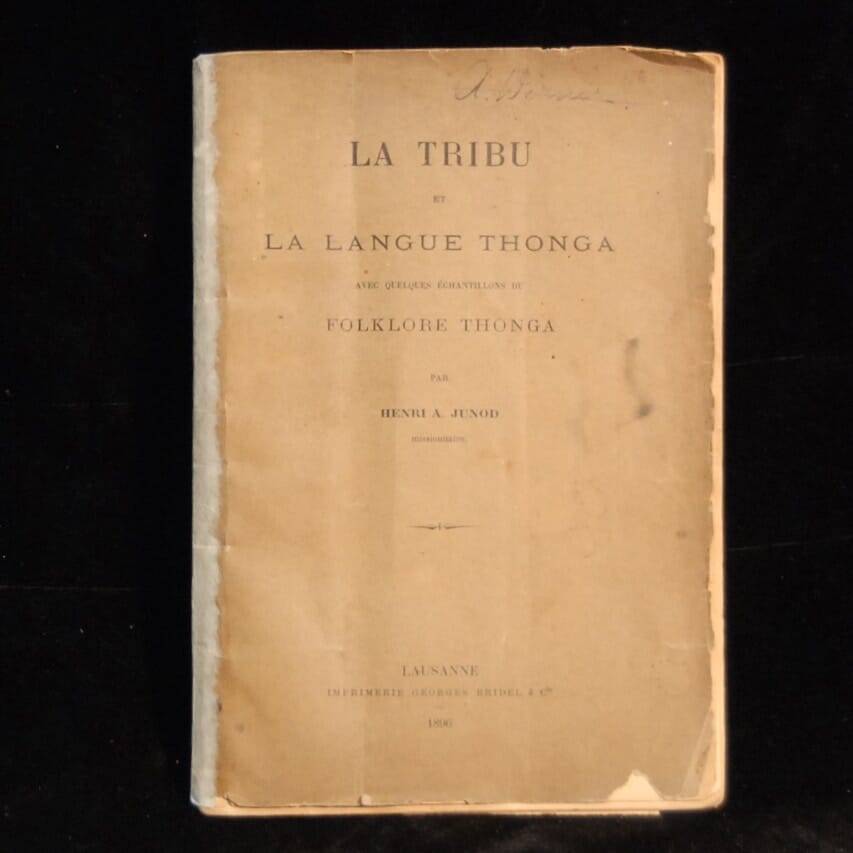 LA TRIBU
ET
LA LANGUE THONGA
AVEC QUELQUES ÉCHANTILLONS DU
FOLKLORE THONGA
PAR
HENRI A. JUNOD
missionnaire.
LAUSANNE
IMPRIMERIE GEORGES BRIDEL & Cie
1896